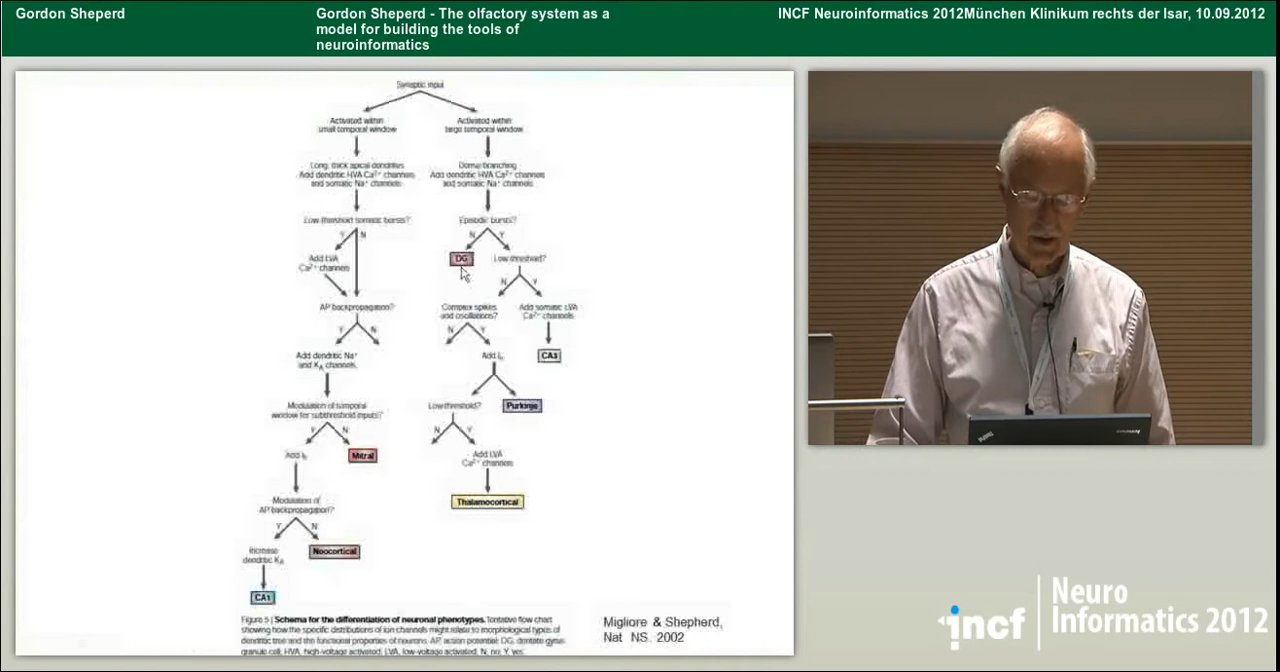 Gordon Sheperd
Gordon Sheperd - The olfactory system as a
model for building the tools of
neuroinformatics
INCF Neuroinformatics 2012München Klinikum rechts der Isar, 10.09.2012
Synaptic input
Activated within
small temporal window
Activated within
large temporal window
Long, thick apical dendrites
Add dendritic HVA Ca²⁺ channels
and somatic Na⁺ channels
Dense branching
Add dendritic HVA Ca²⁺ channels
and somatic Na⁺ channels
Low-threshold somatic bursts?
Y N
Episodic bursts?
N Y
Add LVA
Ca²⁺ channels
DG
Low threshold?
N Y
AP backpropagation?
Y N
Complex spikes
and oscillations?
N Y
Add somatic LVA
Ca²⁺ channels
Add dendritic Na⁺
and K_A channels
Add I_h
CA3
Modulation of temporal
window for subthreshold inputs?
Y N
Low threshold?
N Y
Purkinje
Add I_h
Mitral
Add LVA
Ca²⁺ channels
Modulation of
AP backpropagation?
Y N
Thalamocortical
Increase
dendritic K_A
Neocortical
CA1
Figure 5 | Schema for the differentiation of neuronal phenotypes. Tentative flow chart
showing how the specific distributions of ion channels might relate to morphological types of
dendritic tree and the functional properties of neurons. AP, action potential; DG, dentate gyrus
granule cell; HVA, high-voltage activated; LVA, low-voltage activated; N, no; Y, yes.
Migliore & Shepherd,
Nat NS. 2002
incf
Neuro
Informatics 2012